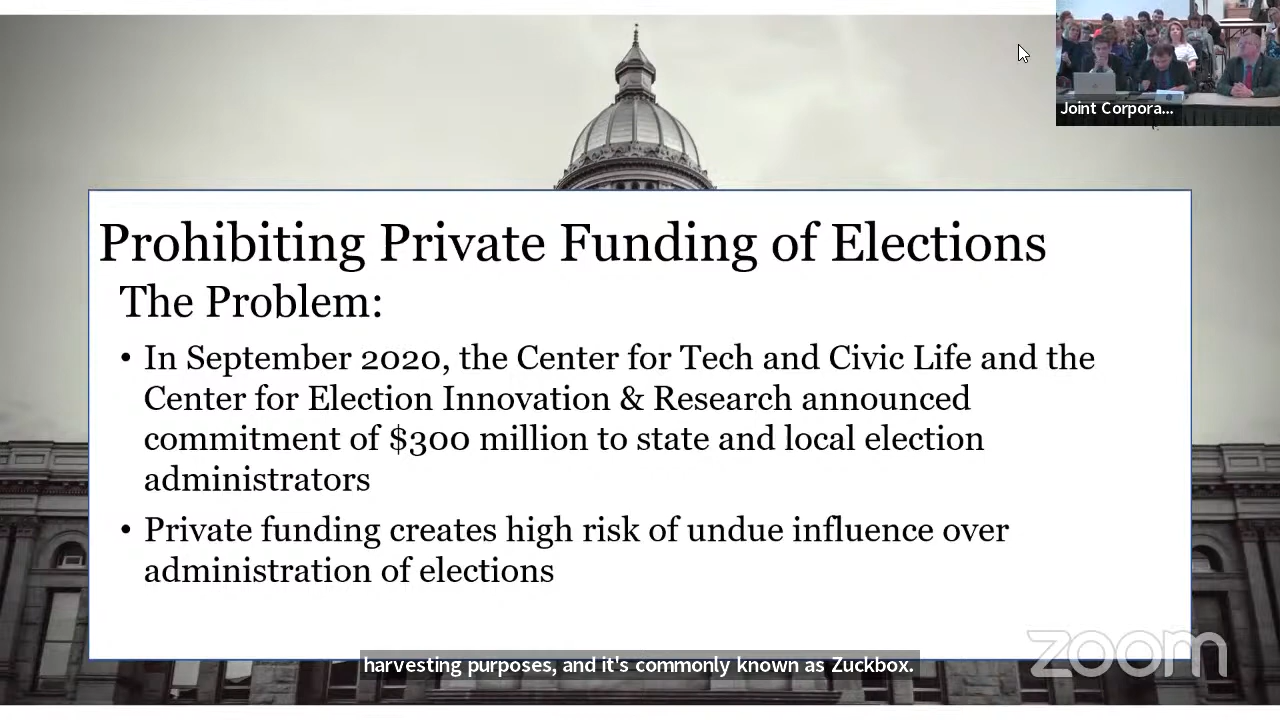 Joint Corpora...
Prohibiting Private Funding of Elections
The Problem:
• In September 2020, the Center for Tech and Civic Life and the
Center for Election Innovation & Research announced
commitment of $300 million to state and local election
administrators
• Private funding creates high risk of undue influence over
administration of elections
zoom
harvesting purposes, and it's commonly known as Zuckbox.